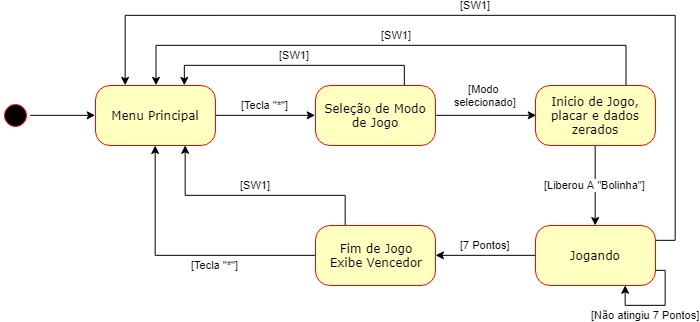 [SW1]
[SW1]
[SW1]
Menu Principal
[Tecla "*"]
Seleção de Modo
de Jogo
[Modo
selecionado]
Inicio de Jogo,
placar e dados
zerados
[SW1]
[Liberou A "Bolinha"]
Fim de Jogo
Exibe Vencedor
[7 Pontos]
Jogando
[Tecla "*"]
[Não atingiu 7 Pontos]